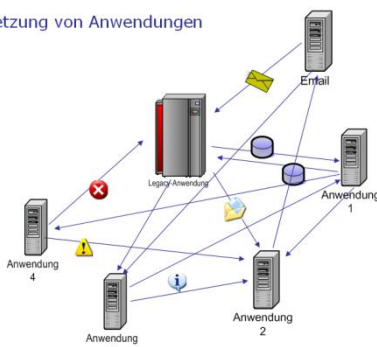 etzung von Anwendungen
Email
Legacy-Anwendung
Anwendung
1
Anwendung
4
Anwendung
2
Anwendung